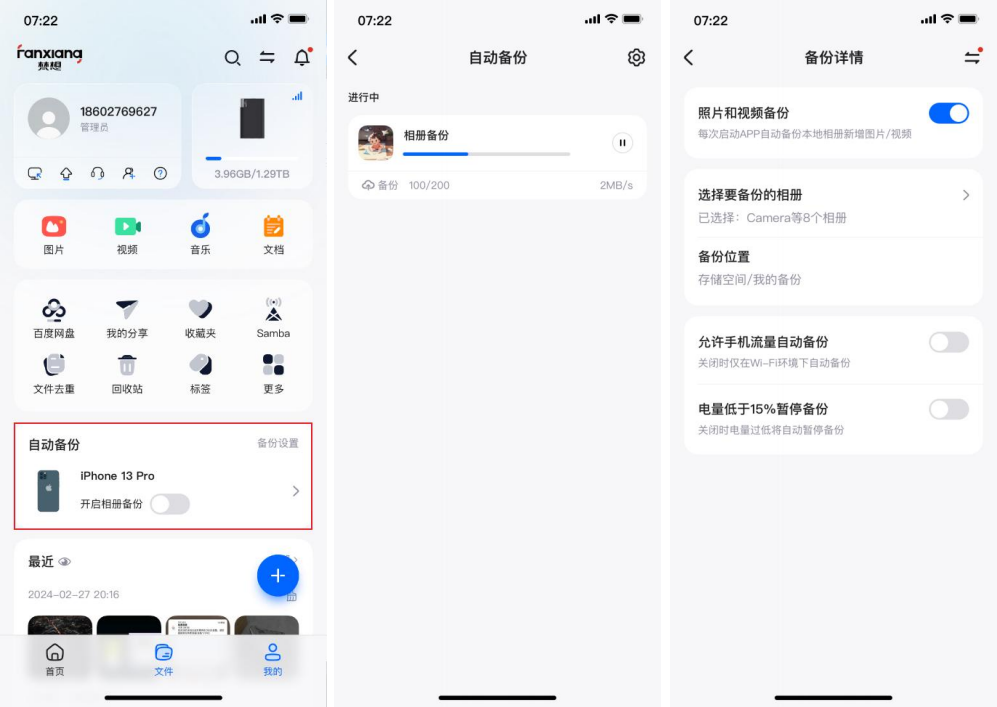 07:22
Fanxiang
梵想
18602769627
管理员
3.96GB/1.29TB
图片
视频
音乐
文档
百度网盘
我的分享
收藏夹
Samba
文件去重
回收站
标签
更多
自动备份
备份设置
iPhone 13 Pro
开启相册备份
最近
2024-02-27 20:16
首页
文件
我的
07:22
自动备份
进行中
相册备份
备份 100/200
2MB/s
07:22
备份详情
照片和视频备份
每次启动APP自动备份本地相册新增图片/视频
选择要备份的相册
已选择：Camera等8个相册
备份位置
存储空间/我的备份
允许手机流量自动备份
关闭时仅在Wi-Fi环境下自动备份
电量低于15%暂停备份
关闭时电量过低将自动暂停备份